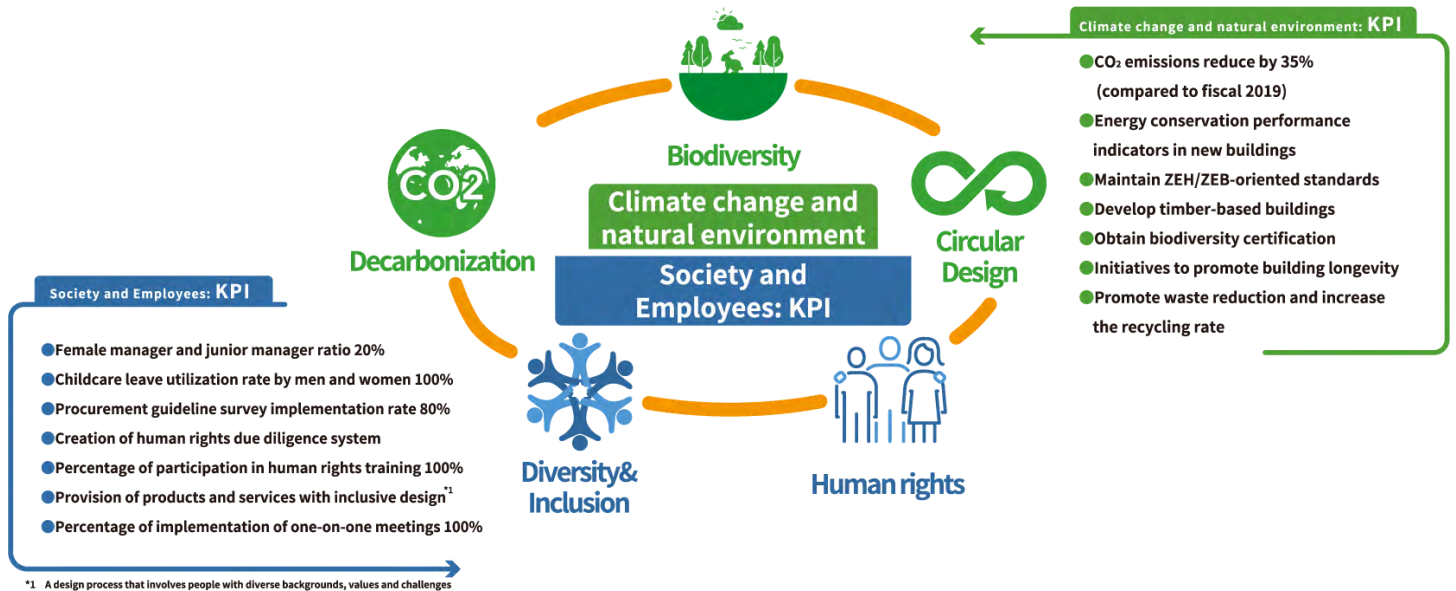 Climate change and natural environment: KPI
●CO₂ emissions reduce by 35%
(compared to fiscal 2019)
●Energy conservation performance
indicators in new buildings
●Maintain ZEH/ZEB-oriented standards
●Develop timber-based buildings
●Obtain biodiversity certification
●Initiatives to promote building longevity
●Promote waste reduction and increase
the recycling rate
Biodiversity
CO2
Decarbonization
Circular
Design
Climate change and
natural environment
Society and
Employees: KPI
Diversity&
Inclusion
Human rights
Society and Employees: KPI
●Female manager and junior manager ratio 20%
●Childcare leave utilization rate by men and women 100%
●Procurement guideline survey implementation rate 80%
●Creation of human rights due diligence system
●Percentage of participation in human rights training 100%
●Provision of products and services with inclusive design*1
●Percentage of implementation of one-on-one meetings 100%
*1 A design process that involves people with diverse backgrounds, values and challenges